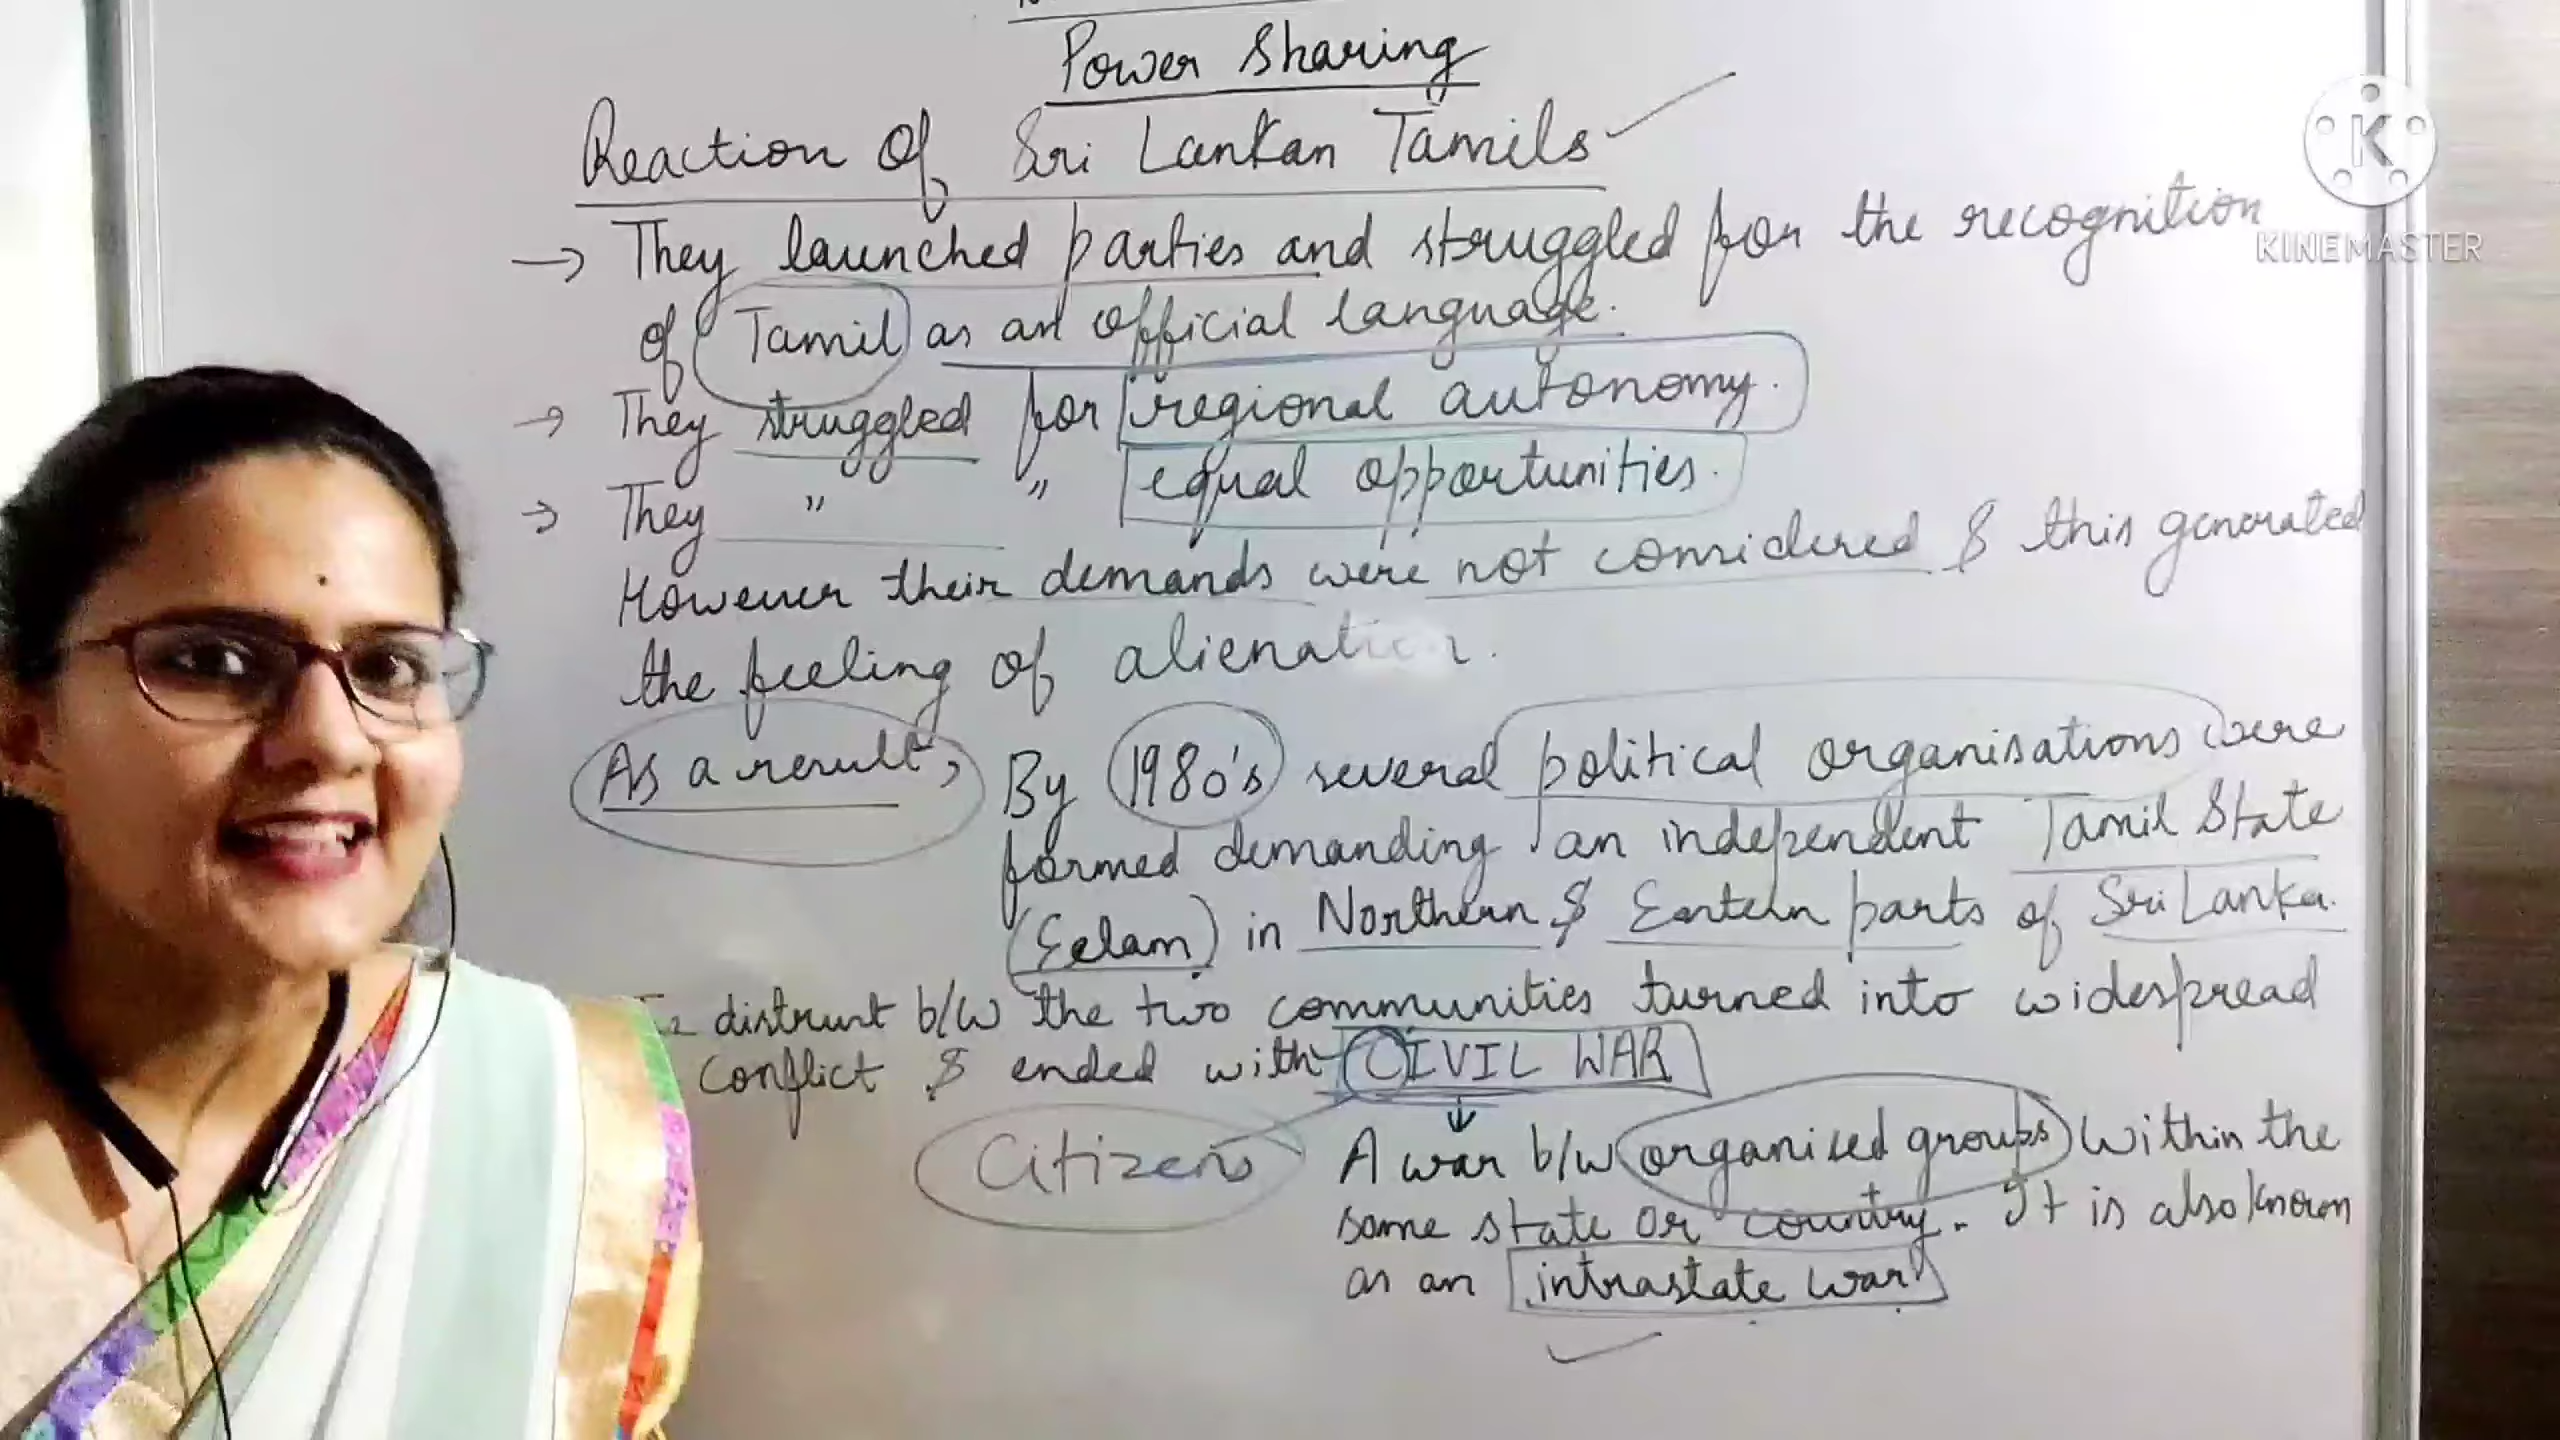 Power Sharing
Reaction Of Sri Lankan Tamils
→ They launched parties and struggled for the recognition
of Tamil as an official language.
→ They struggled for regional autonomy.
→ They " " equal opportunities.
However their demands were not considered & this generated
the feeling of alienation.
As a result, By 1980's several political organisations were
formed demanding an independent Tamil State
(Eelam) in Northern & Eastern parts of Sri Lanka.
distrust b/w the two communities turned into widespread
conflict & ended with CIVIL WAR
↓
Citizens
A war b/w organised groups within the
same state or country. It is also known
as an intrastate war
K
KINEMASTER